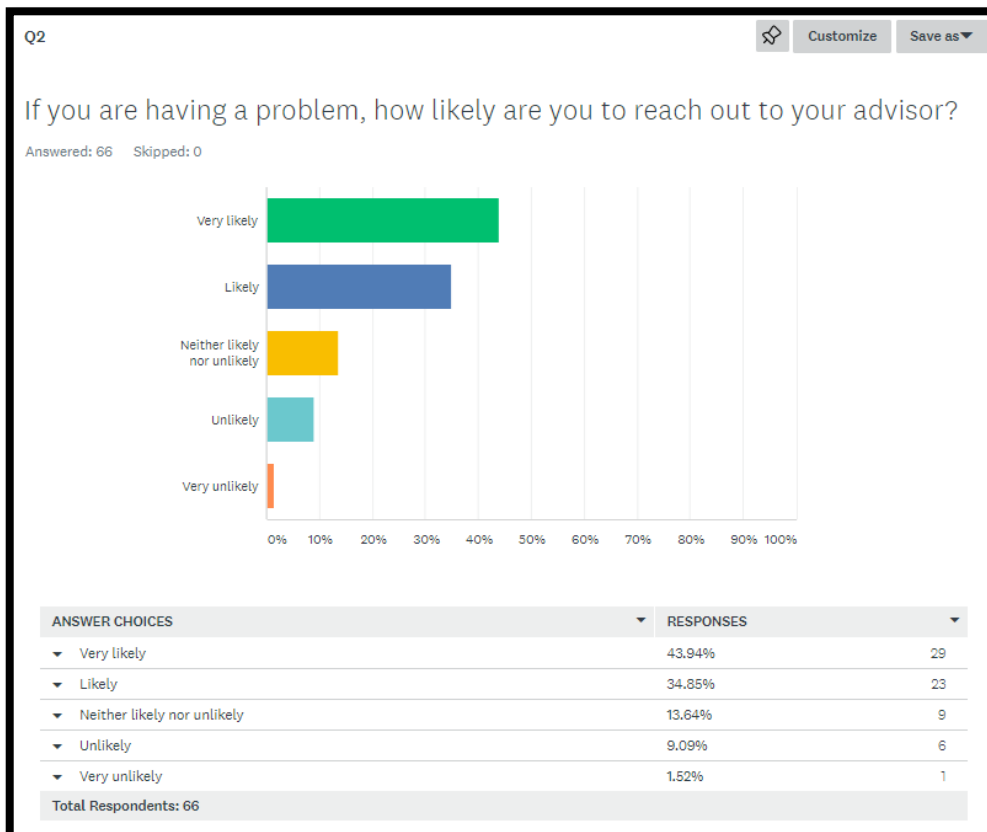 Q2
Customize
Save as
If you are having a problem, how likely are you to reach out to your advisor?
Answered: 66 Skipped: 0
Very likely
Likely
Neither likely
nor unlikely
Unlikely
Very unlikely
0% 10% 20% 30% 40% 50% 60% 70% 80% 90% 100%
ANSWER CHOICES RESPONSES
Very likely 43.94% 29
Likely 34.85% 23
Neither likely nor unlikely 13.64% 9
Unlikely 9.09% 6
Very unlikely 1.52% 1
Total Respondents: 66